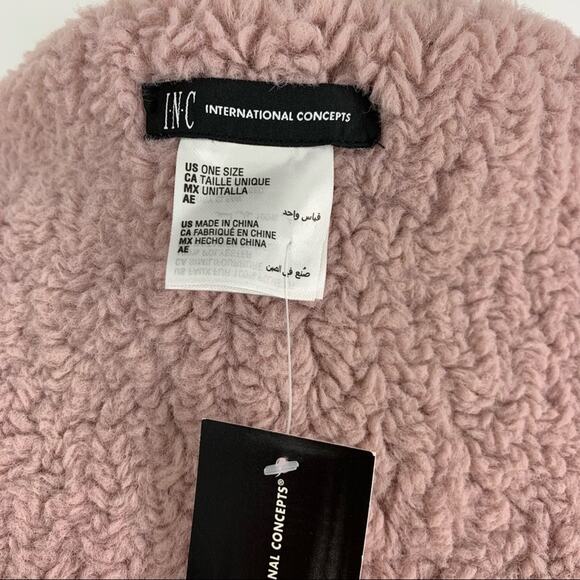 I·N·C INTERNATIONAL CONCEPTS
US ONE SIZE
CA TAILLE UNIQUE
MX UNITALLA
AE قياس واحد
US MADE IN CHINA
CA FABRIQUÉ EN CHINE
MX HECHO EN CHINA
AE صنع في الصين
NATIONAL CONCEPTS®